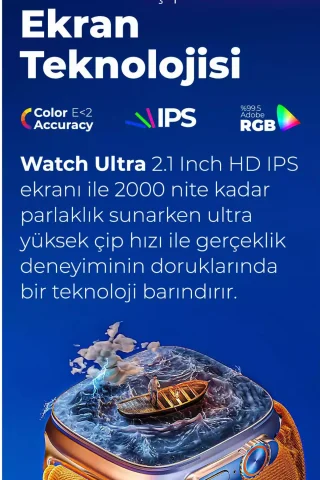 Ekran
Teknolojisi
Color E<2
Accuracy
IPS
%99.5
Adobe
RGB
Watch Ultra 2.1 Inch HD IPS
ekranı ile 2000 nite kadar
parlaklık sunarken ultra
yüksek çip hızı ile gerçeklik
deneyiminin doruklarında
bir teknoloji barındırır.